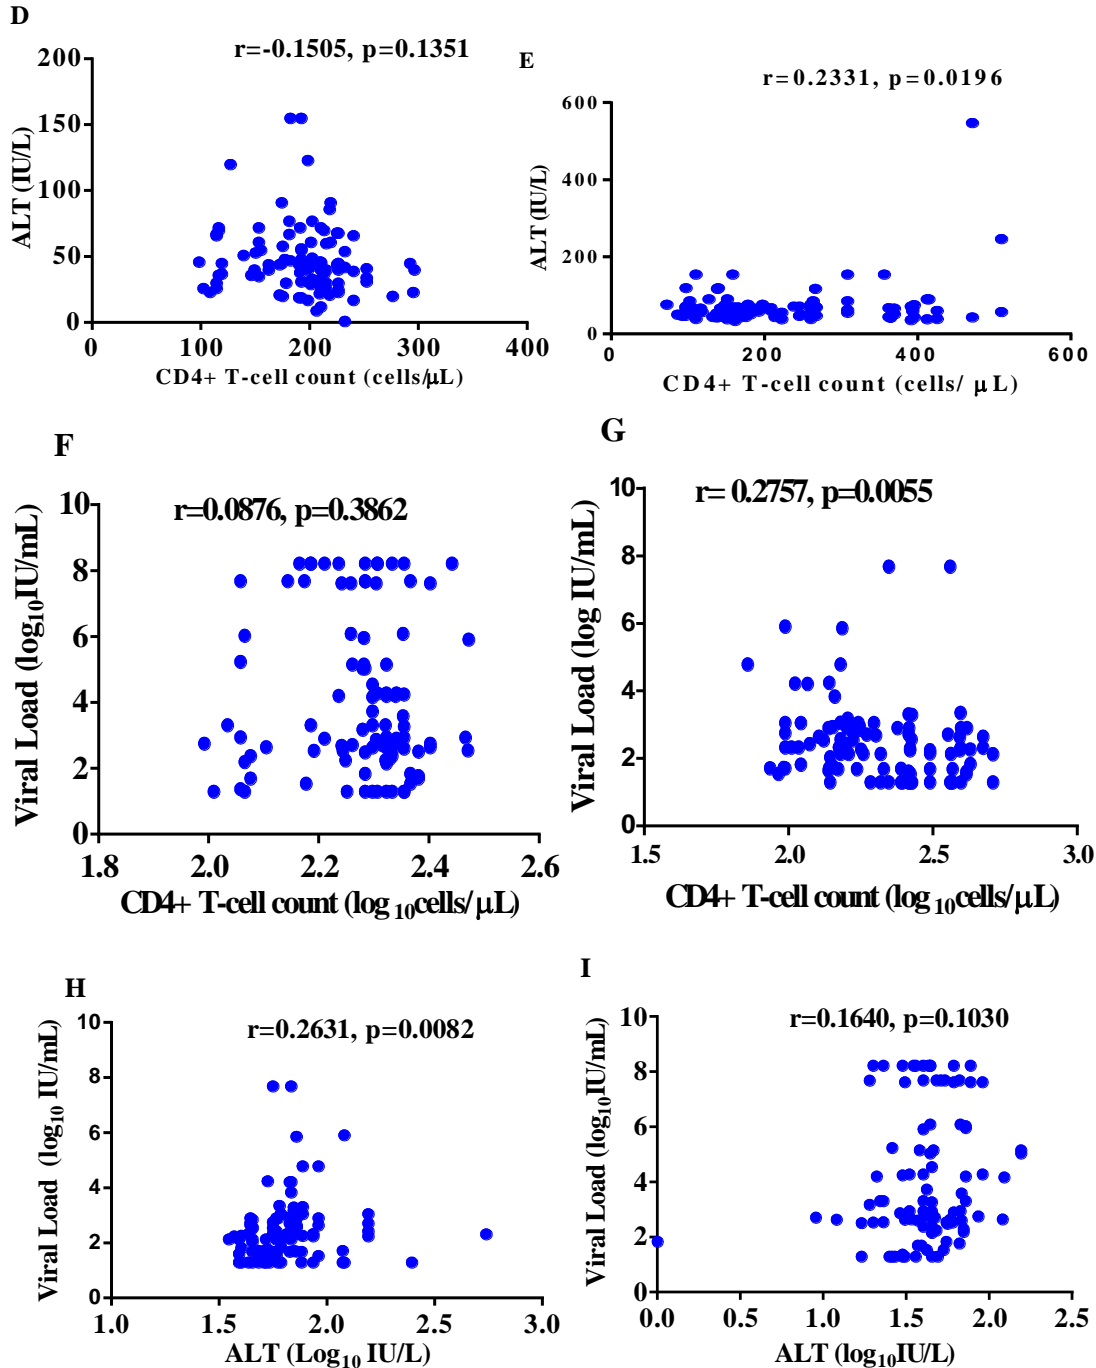 D
r=-0.1505, p=0.1351
200
150
100
50
0
ALT (IU/L)
0 100 200 300 400
CD4+ T-cell count (cells/μL)
E
r=0.2331, p=0.0196
600
400
200
0
ALT (IU/L)
0 200 400 600
CD4+ T-cell count (cells/ μL)
F
r=0.0876, p=0.3862
10
8
6
4
2
0
Viral Load (log10 IU/mL)
1.8 2.0 2.2 2.4 2.6
CD4+ T-cell count (log 10cells/μL)
G
r= 0.2757, p=0.0055
10
8
6
4
2
0
Viral Load (log IU/mL)
1.5 2.0 2.5 3.0
CD4+ T-cell count (log 10cells/μL)
H
r=0.2631, p=0.0082
10
8
6
4
2
0
Viral Load (log10 IU/mL)
1.0 1.5 2.0 2.5 3.0
ALT (Log10 IU/L)
I
r=0.1640, p=0.1030
10
8
6
4
2
0
Viral Load (log10IU/mL)
0.0 0.5 1.0 1.5 2.0 2.5
ALT (log10IU/L)